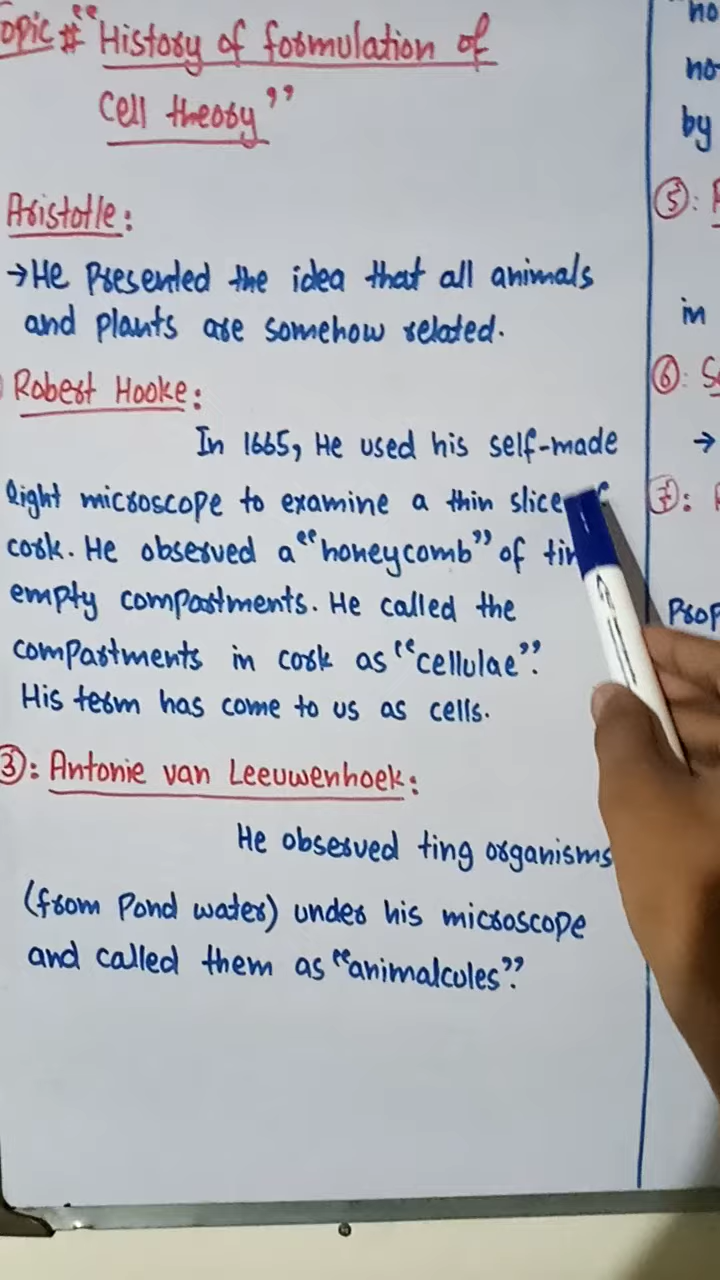 opic # "History of formulation of
Cell theory"
Aristotle:
→ He Presented the idea that all animals
and plants are somehow related.
Robert Hooke:
In 1665, He used his self-made
light microscope to examine a thin slice
cork. He observed a "honeycomb" of
empty compartments. He called the
compartments in cork as "cellulae".
His term has come to us as cells.
③: Antonie van Leeuwenhoek:
He observed ting organisms
(from Pond water) under his microscope
and called them as "animalcules".
no
no
by
⑤:
in
⑥: S
→
⑦:
Prop